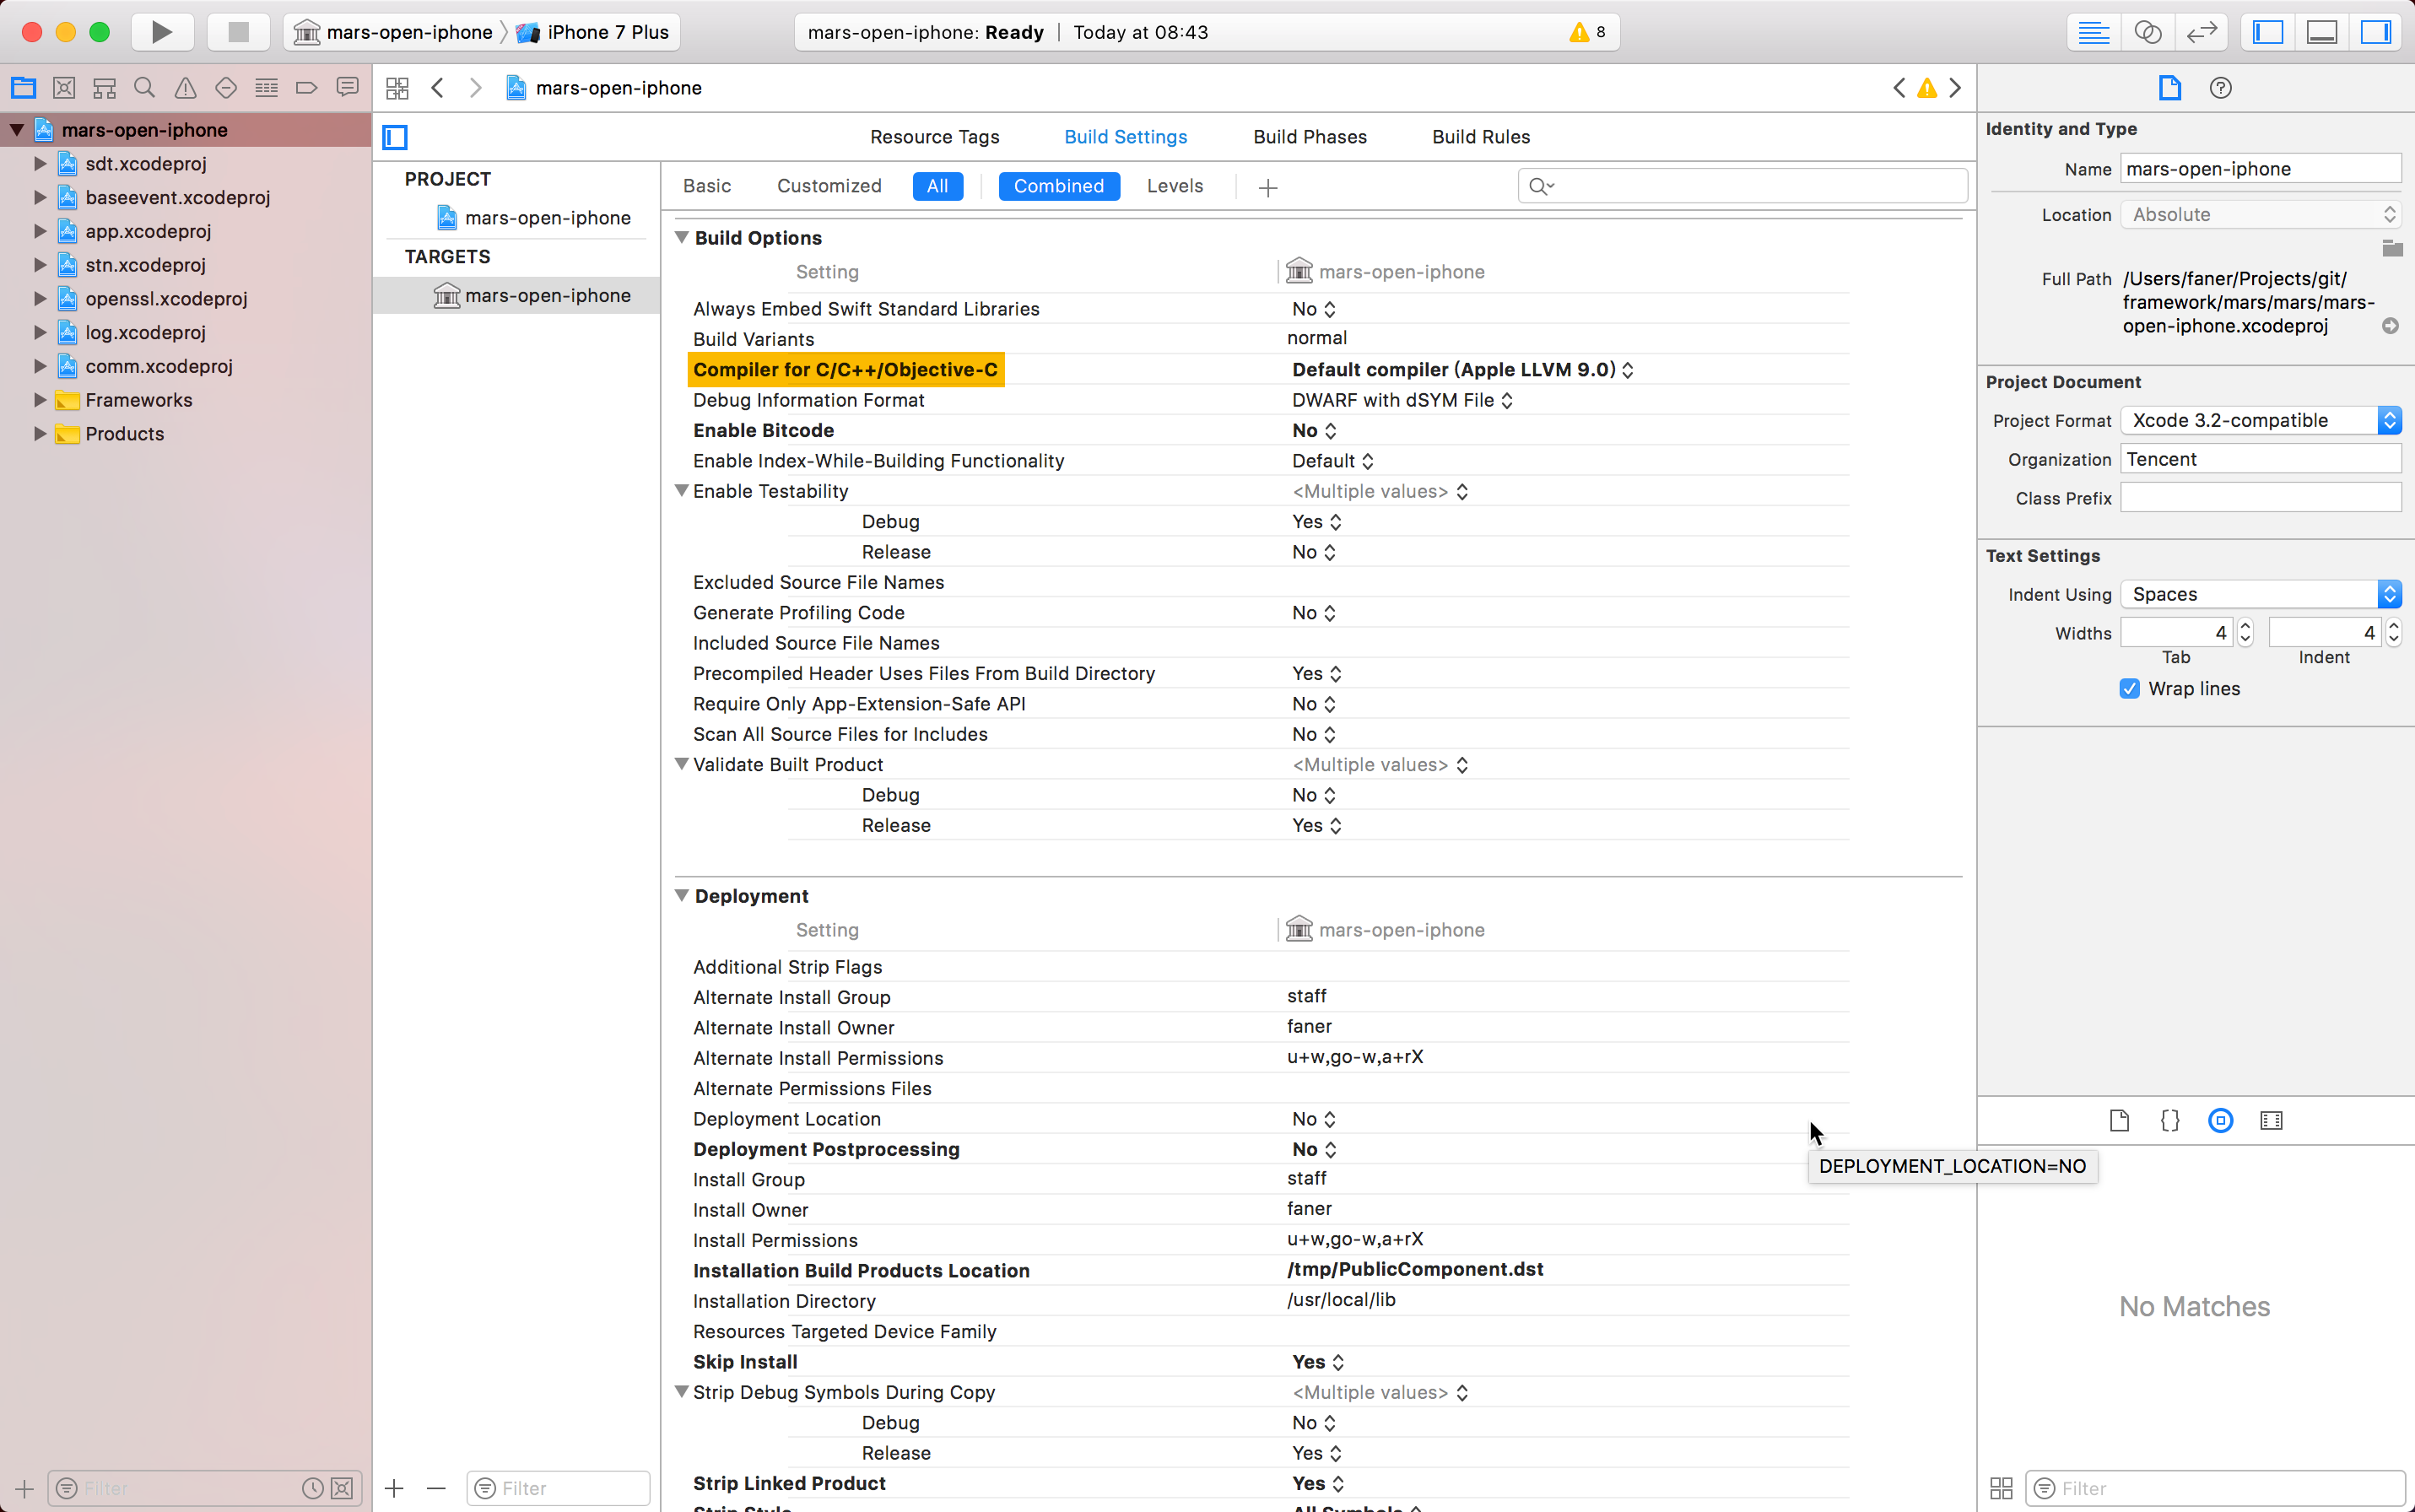 mars-open-iphone iPhone 7 Plus
mars-open-iphone: Ready | Today at 08:43
8
mars-open-iphone
sdt.xcodeproj
baseevent.xcodeproj
app.xcodeproj
stn.xcodeproj
openssl.xcodeproj
log.xcodeproj
comm.xcodeproj
Frameworks
Products
Filter
mars-open-iphone
Resource Tags Build Settings Build Phases Build Rules
PROJECT
mars-open-iphone
TARGETS
mars-open-iphone
Filter
Basic Customized All Combined Levels
Build Options
Setting mars-open-iphone
Always Embed Swift Standard Libraries No
Build Variants normal
Compiler for C/C++/Objective-C Default compiler (Apple LLVM 9.0)
Debug Information Format DWARF with dSYM File
Enable Bitcode No
Enable Index-While-Building Functionality Default
Enable Testability <Multiple values>
Debug Yes
Release No
Excluded Source File Names
Generate Profiling Code No
Included Source File Names
Precompiled Header Uses Files From Build Directory Yes
Require Only App-Extension-Safe API No
Scan All Source Files for Includes No
Validate Built Product <Multiple values>
Debug No
Release Yes
Deployment
Setting mars-open-iphone
Additional Strip Flags
Alternate Install Group staff
Alternate Install Owner faner
Alternate Install Permissions u+w,go-w,a+rX
Alternate Permissions Files
Deployment Location No
Deployment Postprocessing No
DEPLOYMENT_LOCATION=NO
Install Group staff
Install Owner faner
Install Permissions u+w,go-w,a+rX
Installation Build Products Location /tmp/PublicComponent.dst
Installation Directory /usr/local/lib
Resources Targeted Device Family
Skip Install Yes
Strip Debug Symbols During Copy <Multiple values>
Debug No
Release Yes
Strip Linked Product Yes
Strip Style All Symbols
Identity and Type
Name mars-open-iphone
Location Absolute
Full Path /Users/faner/Projects/git/
framework/mars/mars/mars-
open-iphone.xcodeproj
Project Document
Project Format Xcode 3.2-compatible
Organization Tencent
Class Prefix
Text Settings
Indent Using Spaces
Widths 4 4
Tab Indent
Wrap lines
No Matches
Filter